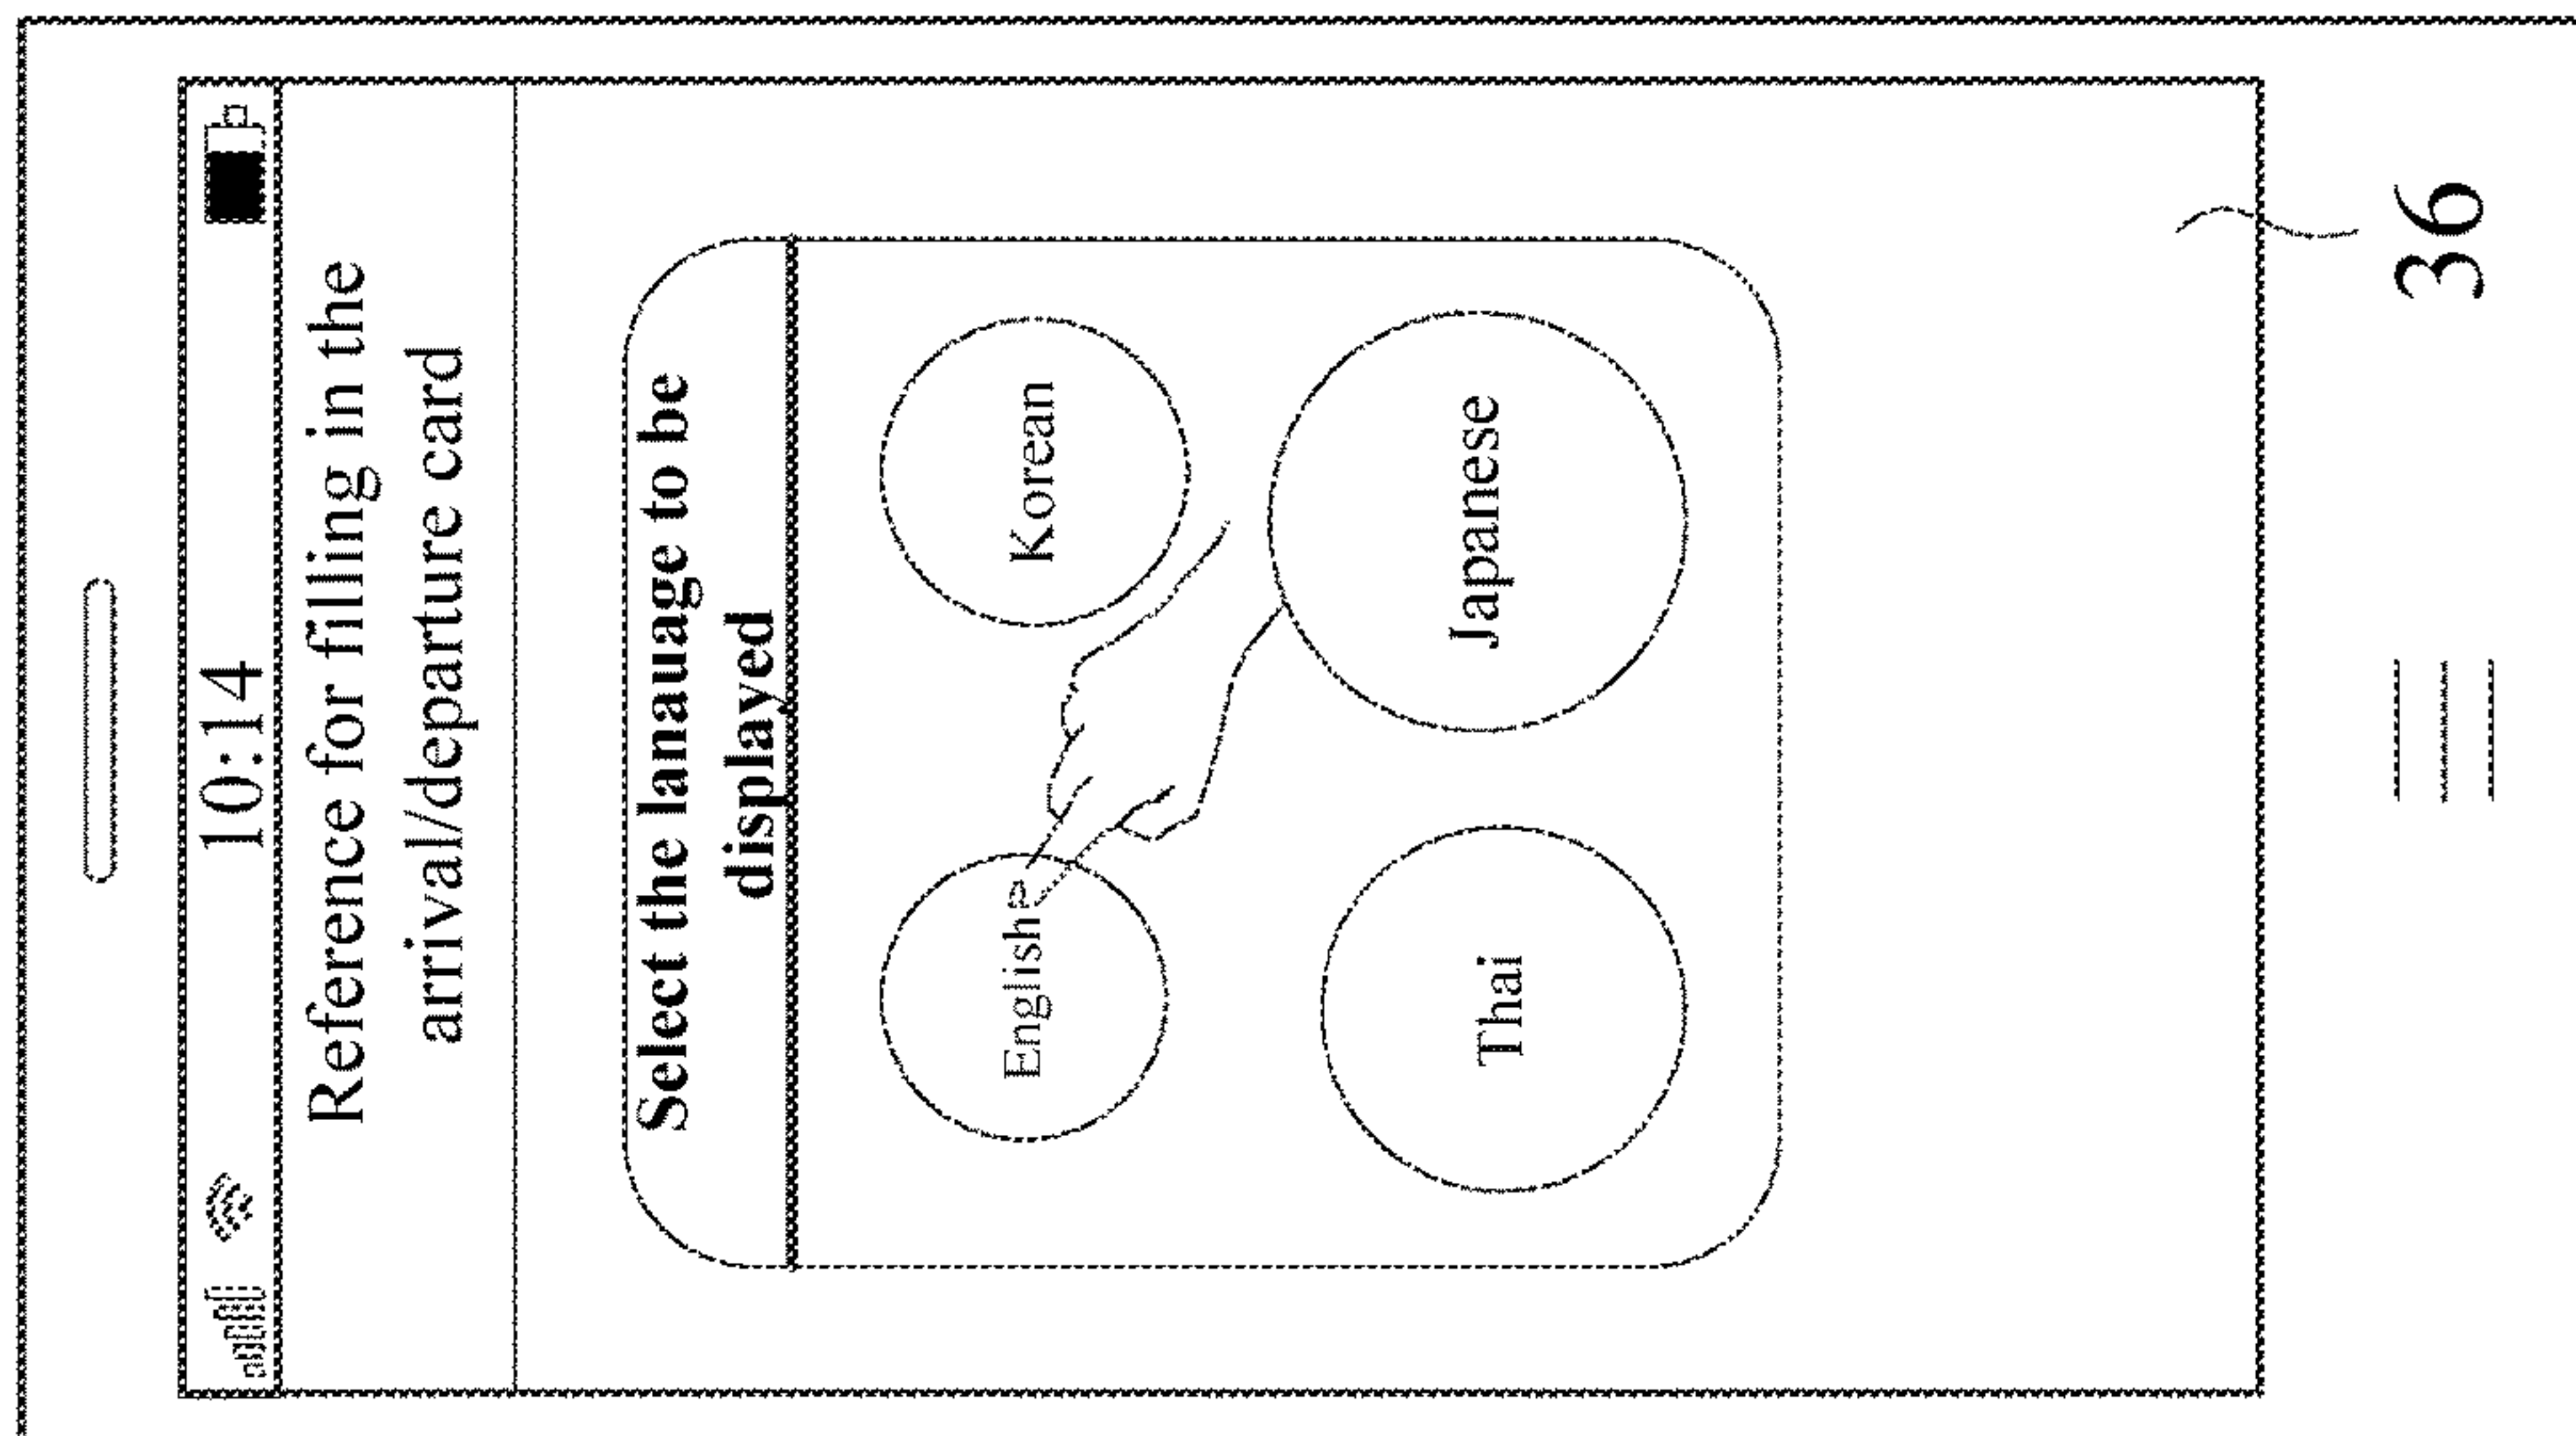 10:14
Reference for filling in the
arrival/departure card
Select the lanauage to be
displayed
English
Korean
Thai
Japanese
36